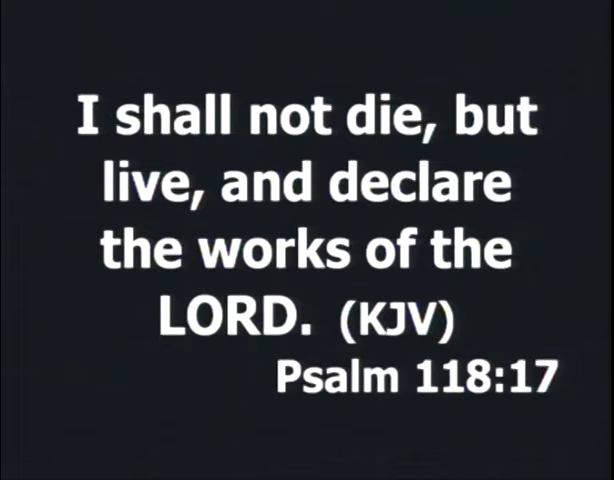 I shall not die, but
live, and declare
the works of the
LORD. (KJV)
Psalm 118:17